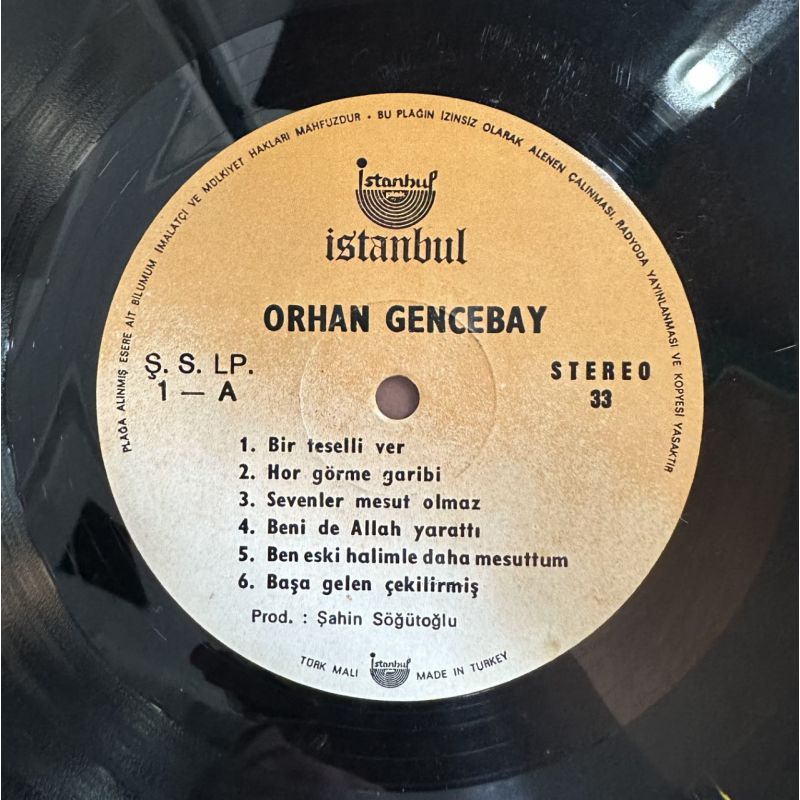 PLAĞA ALINMIŞ ESERE AİT BİLUMUM İMALATÇI VE MÜLKİYET HAKLARI MAHFUZDUR • BU PLAĞIN İZİNSİZ OLARAK ALENEN ÇALINMASI, RADYODA YAYINLANMASI VE KOPYESİ YASAKTIR
istanbul
plak
istanbul
ORHAN GENCEBAY
Ş. S. LP.
1 — A
STEREO
33
1. Bir teselli ver
2. Hor görme garibi
3. Sevenler mesut olmaz
4. Beni de Allah yarattı
5. Ben eski halimle daha mesuttum
6. Başa gelen çekilirmiş
Prod. : Şahin Söğütoğlu
TÜRK MALI
istanbul
MADE IN TURKEY